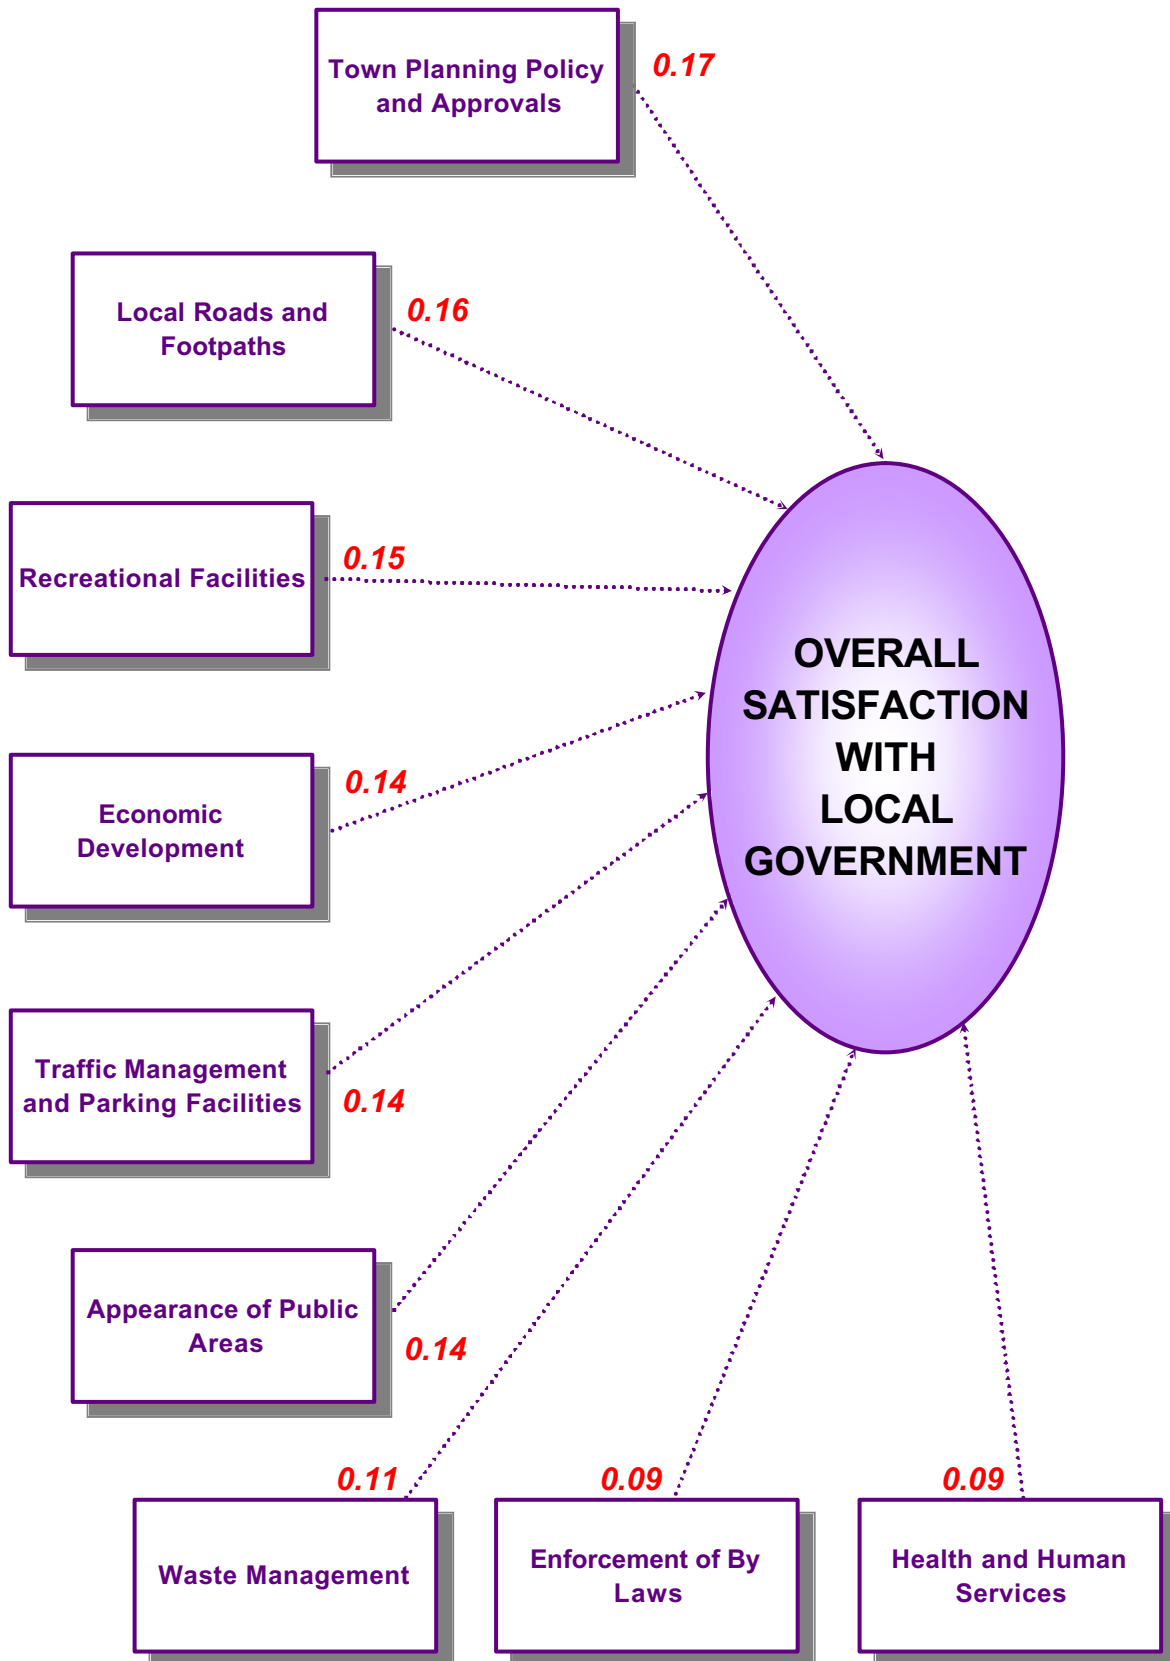 Town Planning Policy
and Approvals
0.17
Local Roads and
Footpaths
0.16
Recreational Facilities
0.15
OVERALL
SATISFACTION
WITH
LOCAL
GOVERNMENT
Economic
Development
0.14
Traffic Management
and Parking Facilities
0.14
Appearance of Public
Areas
0.14
0.11
Waste Management
0.09
Enforcement of By
Laws
0.09
Health and Human
Services